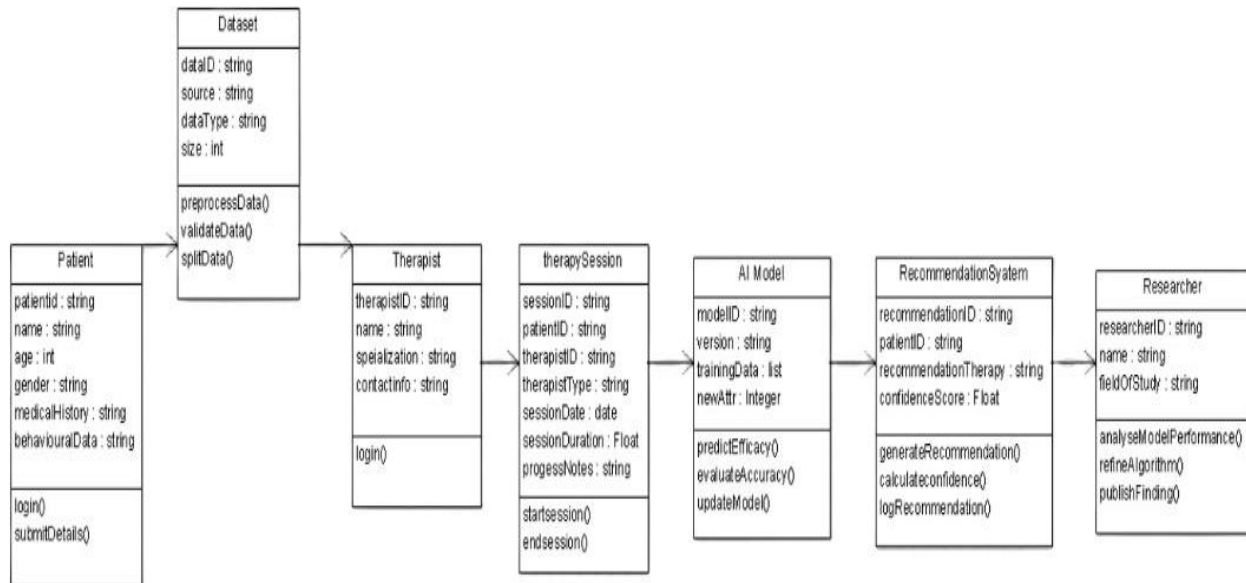 Dataset
dataID : string
source : string
dataType : string
size : int
preprocessData()
validateData()
splitData()
Patient
patientid : string
name : string
age : int
gender : string
medicalHistory : string
behaviouralData : string
login()
submitDetails()
Therapist
therapistID : string
name : string
speialization : string
contactinfo : string
login()
therapySession
sessionID : string
patientID : string
therapistID : string
therapistType : string
sessionDate : date
sessionDuration : Float
progessNotes : string
startsession()
endsession()
AI Model
modelID : string
version : string
trainingData : list
newAttr : Integer
predictEfficacy()
evaluateAccuracy()
updateModel()
RecommendationSyatem
recommendationID : string
patientID : string
recommendationTherapy : string
confidenceScore : Float
generateRecommendation()
calculateconfidence()
logRecommendation()
Researcher
researcherID : string
name : string
fieldOfStudy : string
analyseModelPerformance()
refineAlgorithm()
publishFinding()